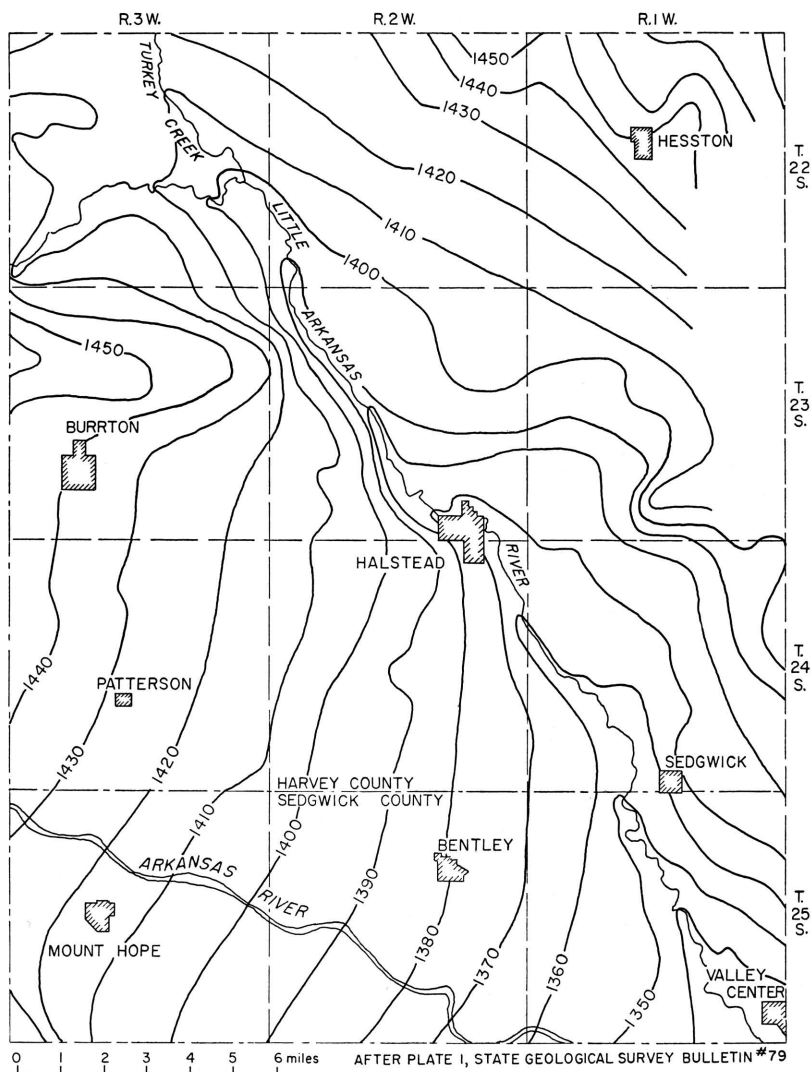 R.3 W. R.2 W. R.1 W.
TURKEY CREEK
1450
1440
1430
HESSTON
T. 22 S.
1420
LITTLE
1410
1400
ARKANSAS
1450
BURRTON
T. 23 S.
HALSTEAD
RIVER
1440
PATTERSON
T. 24 S.
1430
1420
SEDGWICK
HARVEY COUNTY
SEDGWICK COUNTY
1410
1400
BENTLEY
ARKANSAS
1390
RIVER
T. 25 S.
MOUNT HOPE
1380
1370
1360
1350
VALLEY
CENTER
0 1 2 3 4 5 6 miles AFTER PLATE I, STATE GEOLOGICAL SURVEY BULLETIN #79